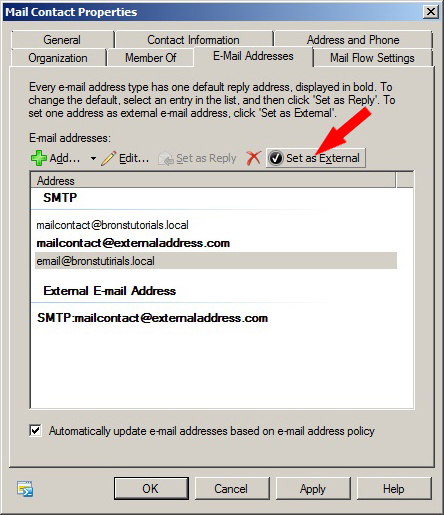 Mail Contact Properties
General Contact Information Address and Phone
Organization Member Of E-Mail Addresses Mail Flow Settings
Every e-mail address type has one default reply address, displayed in bold. To
change the default, select an entry in the list, and then click 'Set as Reply'. To
set one address as external e-mail address, click 'Set as External'.
E-mail addresses:
Add... Edit... Set as Reply Set as External
Address
SMTP
mailcontact@bronstutorials.local
mailcontact@externaladdress.com
email@bronstutirials.local
External E-mail Address
SMTP:mailcontact@externaladdress.com
Automatically update e-mail addresses based on e-mail address policy
OK Cancel Apply Help